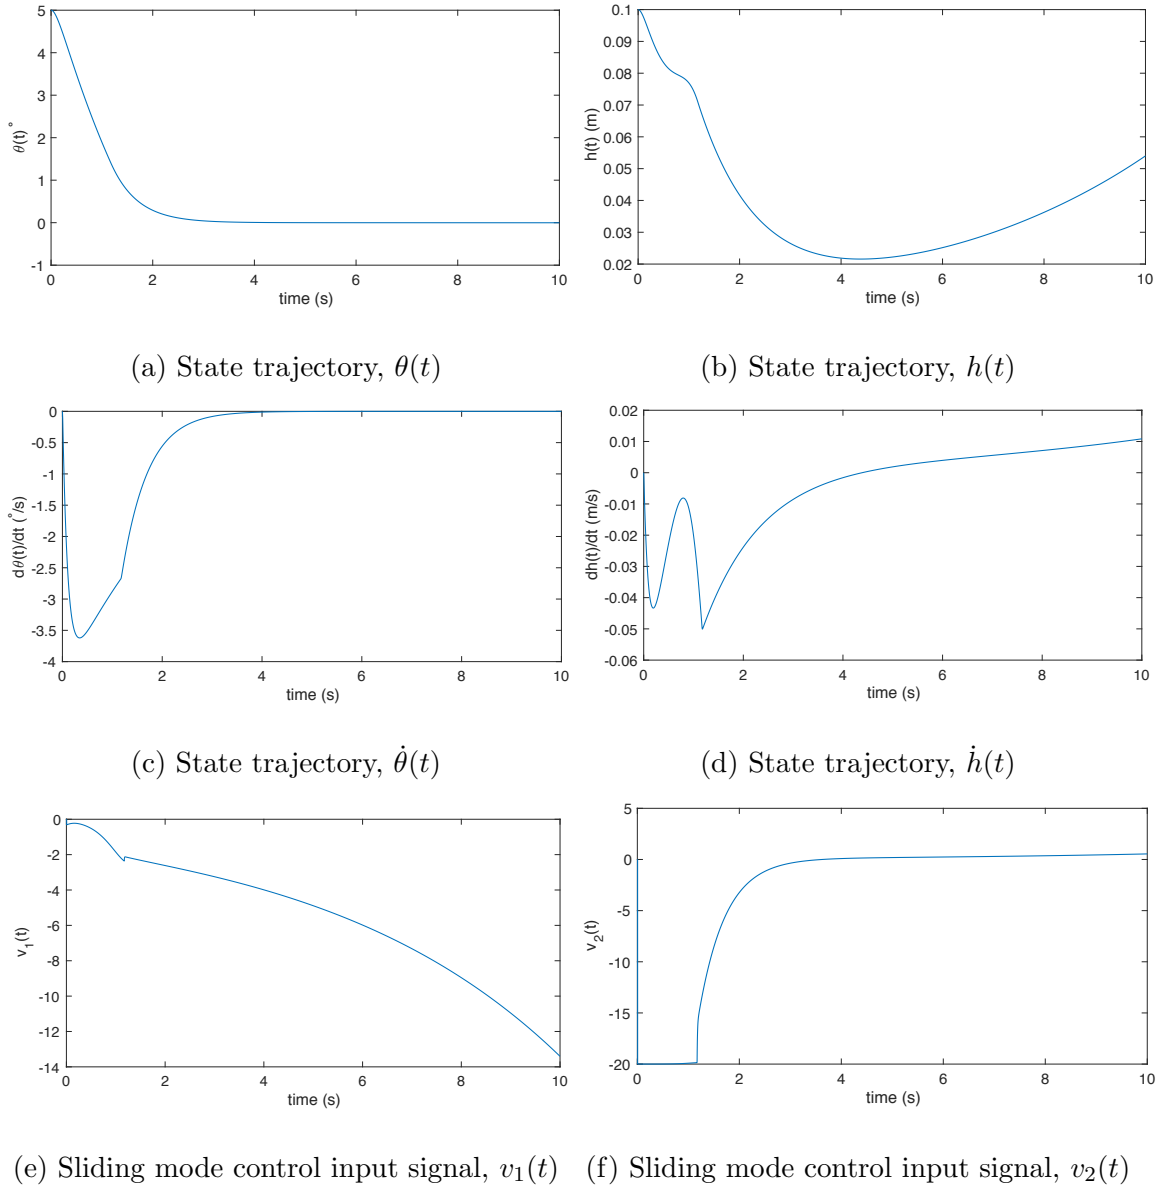 5
4
3
2
1
0
-1
θ(t)°
0 2 4 6 8 10
time (s)
0.1
0.09
0.08
0.07
0.06
0.05
0.04
0.03
0.02
h(t) (m)
0 2 4 6 8 10
time (s)
(a) State trajectory, θ(t)
(b) State trajectory, h(t)
0
-0.5
-1
-1.5
-2
-2.5
-3
-3.5
-4
dθ(t)/dt (°/s)
0 2 4 6 8 10
time (s)
0.02
0.01
0
-0.01
-0.02
-0.03
-0.04
-0.05
-0.06
dh(t)/dt (m/s)
0 2 4 6 8 10
time (s)
(c) State trajectory, θ̇(t)
(d) State trajectory, ḣ(t)
0
-2
-4
-6
-8
-10
-12
-14
v₁(t)
0 2 4 6 8 10
time (s)
5
0
-5
-10
-15
-20
v₂(t)
0 2 4 6 8 10
time (s)
(e) Sliding mode control input signal, v₁(t)
(f) Sliding mode control input signal, v₂(t)